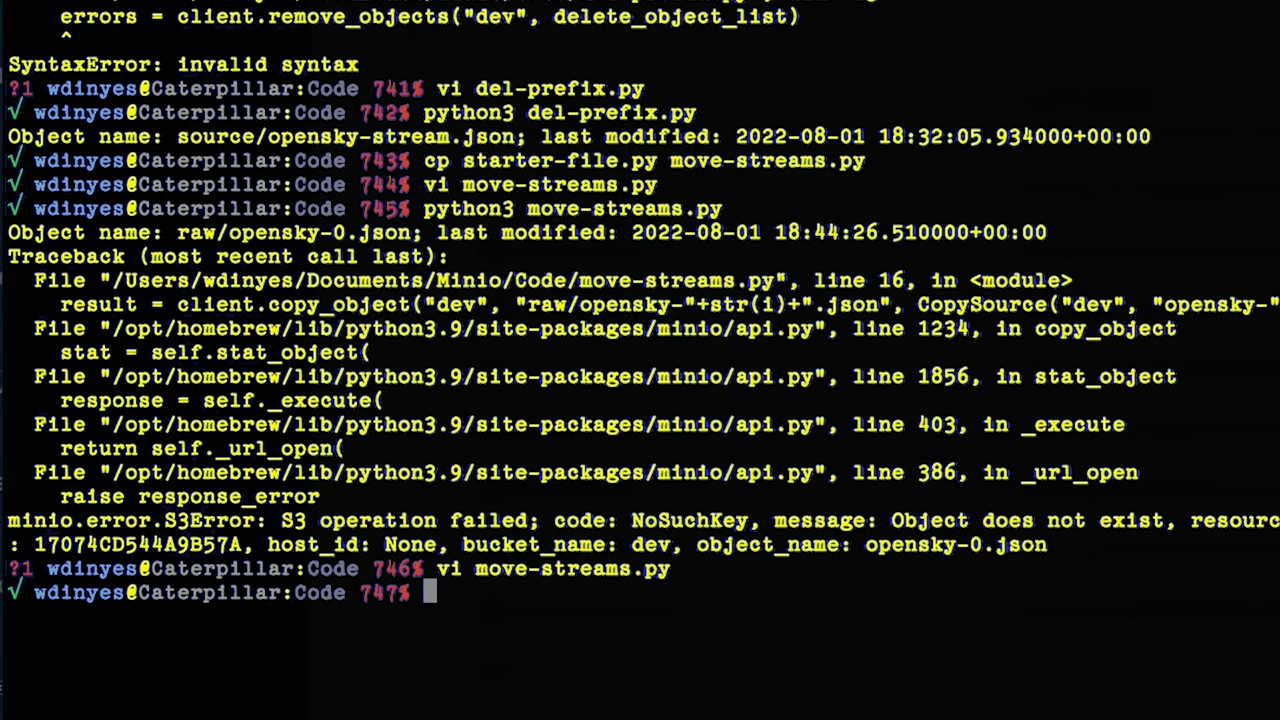 errors = client.remove_objects("dev", delete_object_list)
^
SyntaxError: invalid syntax
?1 wdinyes@Caterpillar:Code 741% vi del-prefix.py
√ wdinyes@Caterpillar:Code 742% python3 del-prefix.py
Object name: source/opensky-stream.json; last modified: 2022-08-01 18:32:05.934000+00:00
√ wdinyes@Caterpillar:Code 743% cp starter-file.py move-streams.py
√ wdinyes@Caterpillar:Code 744% vi move-streams.py
√ wdinyes@Caterpillar:Code 745% python3 move-streams.py
Object name: raw/opensky-0.json; last modified: 2022-08-01 18:44:26.510000+00:00
Traceback (most recent call last):
File "/Users/wdinyes/Documents/Minio/Code/move-streams.py", line 16, in <module>
result = client.copy_object("dev", "raw/opensky-"+str(i)+".json", CopySource("dev", "opensky-"
File "/opt/homebrew/lib/python3.9/site-packages/minio/api.py", line 1234, in copy_object
stat = self.stat_object(
File "/opt/homebrew/lib/python3.9/site-packages/minio/api.py", line 1856, in stat_object
response = self._execute(
File "/opt/homebrew/lib/python3.9/site-packages/minio/api.py", line 403, in _execute
return self._url_open(
File "/opt/homebrew/lib/python3.9/site-packages/minio/api.py", line 386, in _url_open
raise response_error
minio.error.S3Error: S3 operation failed; code: NoSuchKey, message: Object does not exist, resourc
: 17074CD544A9B57A, host_id: None, bucket_name: dev, object_name: opensky-0.json
?1 wdinyes@Caterpillar:Code 746% vi move-streams.py
√ wdinyes@Caterpillar:Code 747%